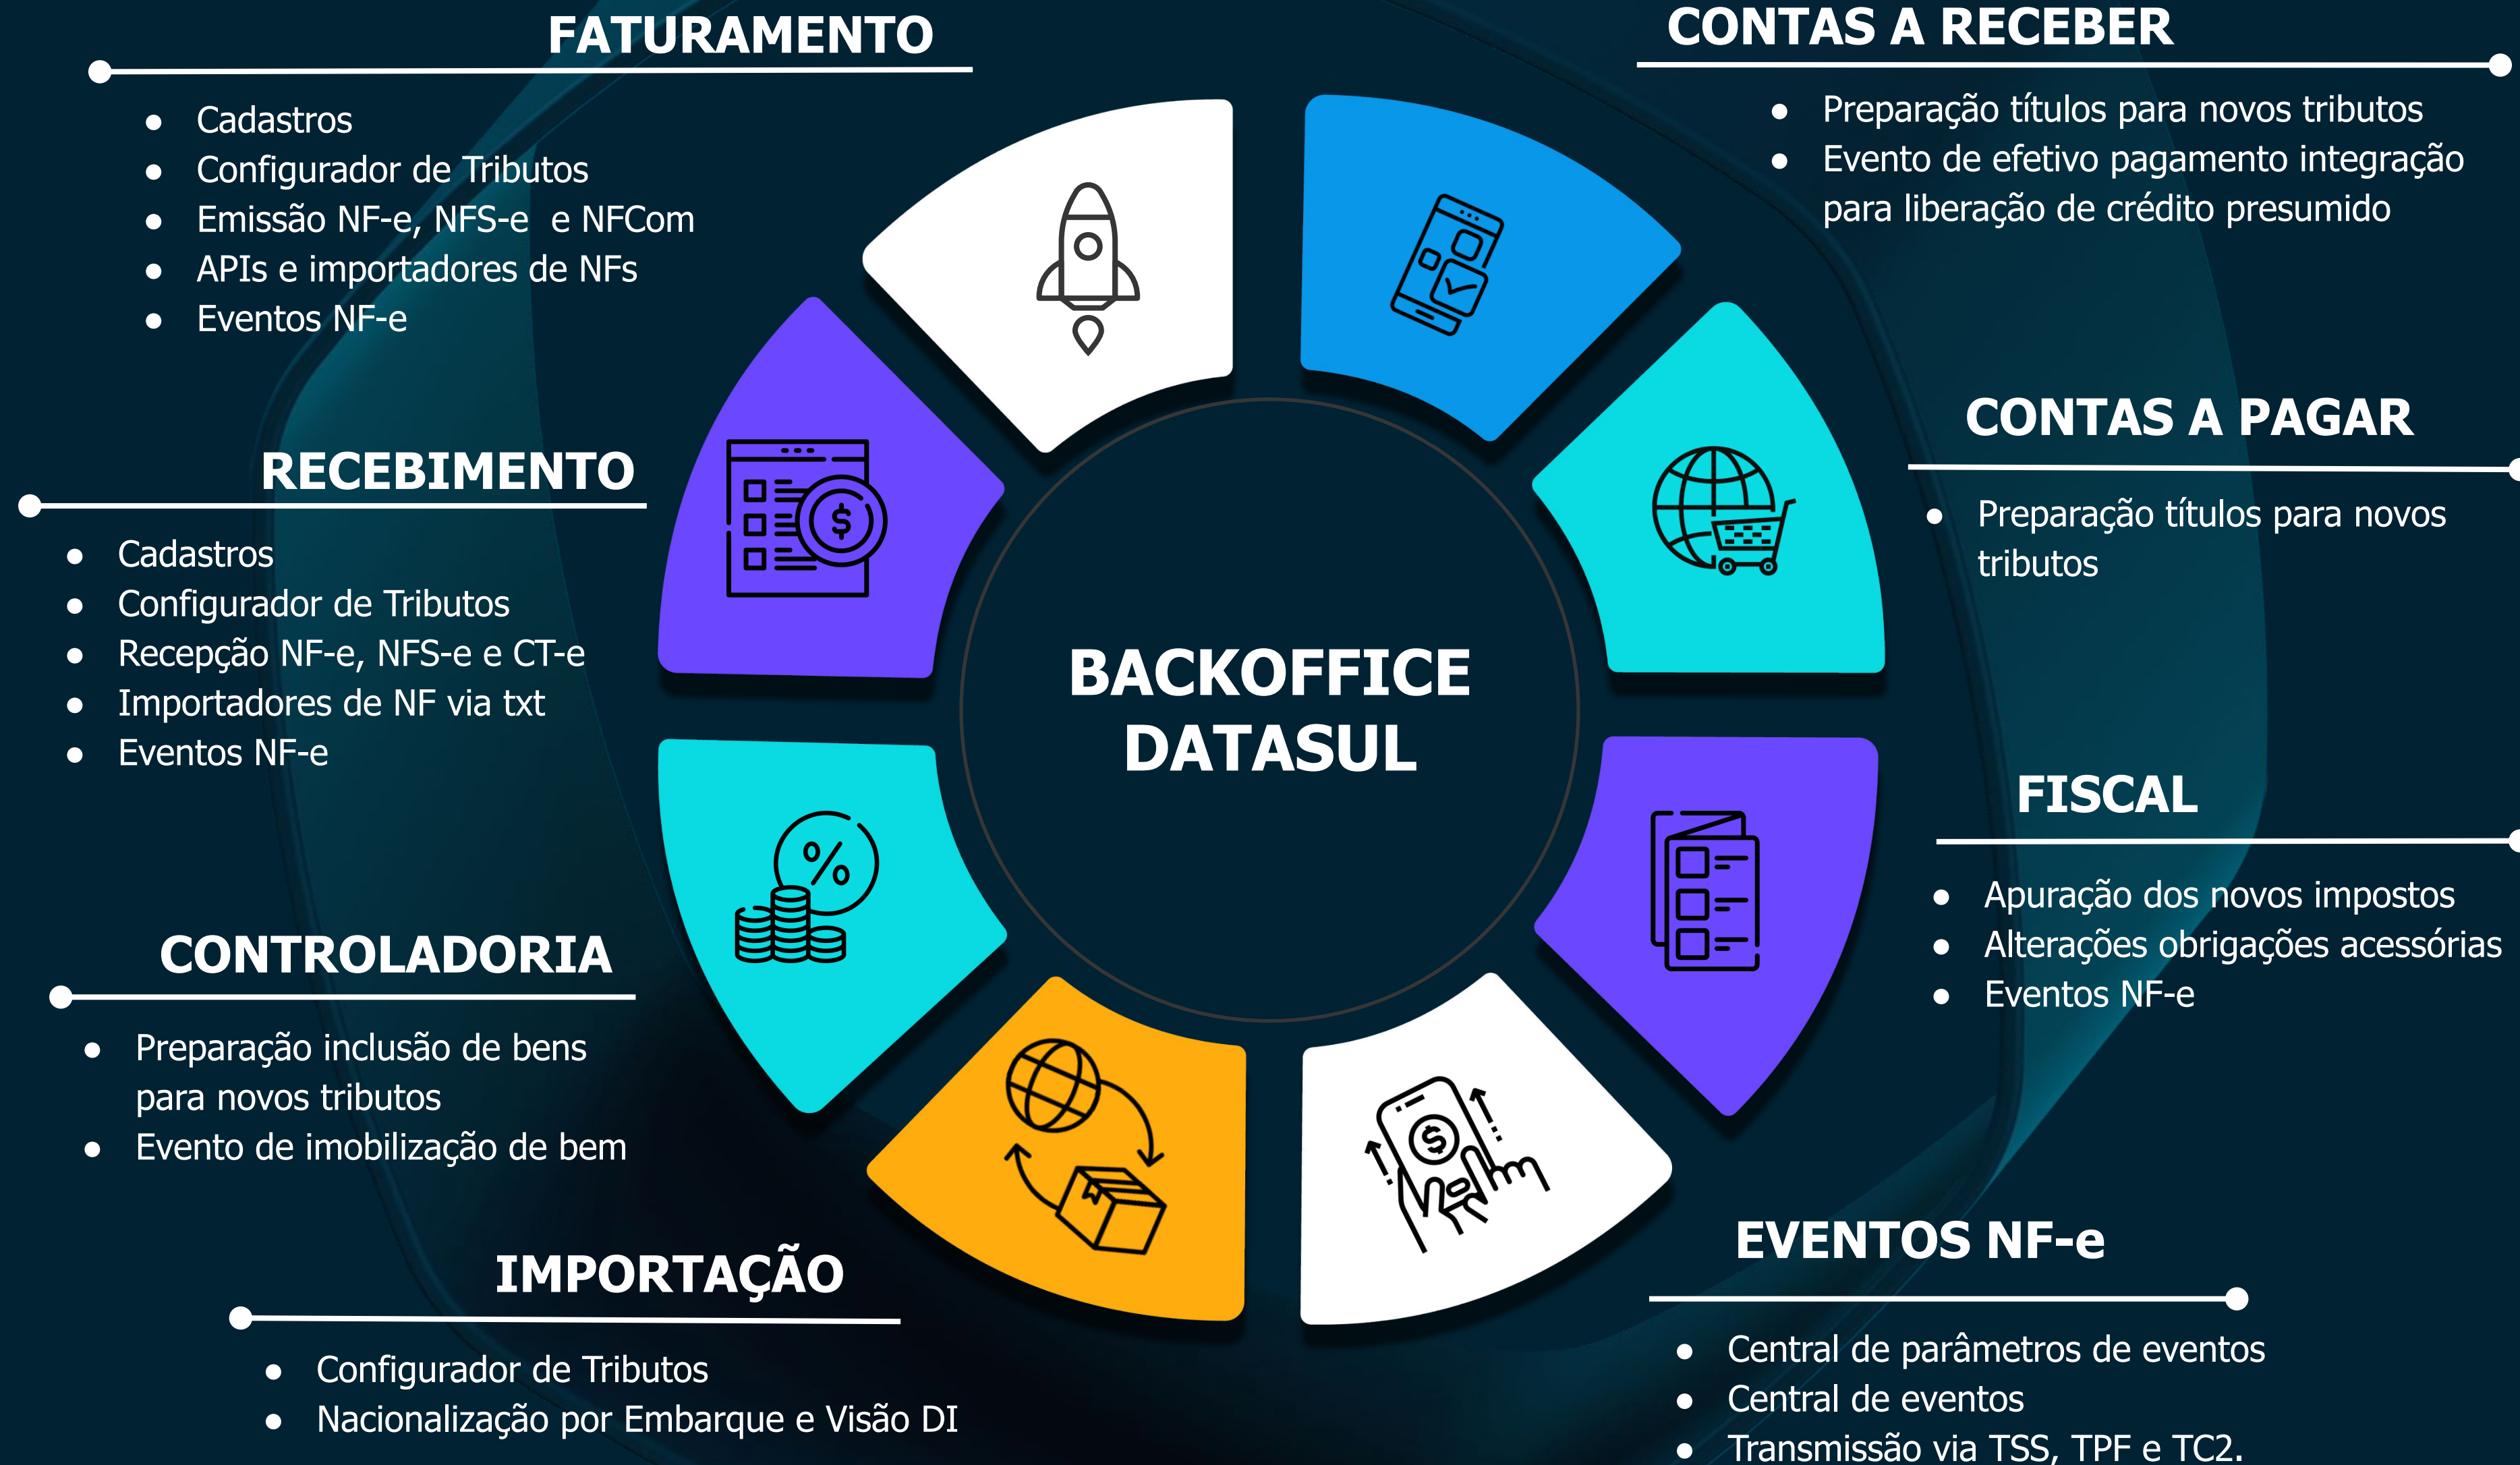 FATURAMENTO
● Cadastros
● Configurador de Tributos
● Emissão NF-e, NFS-e e NFCom
● APIs e importadores de NFs
● Eventos NF-e
RECEBIMENTO
● Cadastros
● Configurador de Tributos
● Recepção NF-e, NFS-e e CT-e
● Importadores de NF via txt
● Eventos NF-e
CONTROLADORIA
● Preparação inclusão de bens
para novos tributos
● Evento de imobilização de bem
IMPORTAÇÃO
● Configurador de Tributos
● Nacionalização por Embarque e Visão DI
BACKOFFICE
DATASUL
CONTAS A RECEBER
● Preparação títulos para novos tributos
● Evento de efetivo pagamento integração
para liberação de crédito presumido
CONTAS A PAGAR
● Preparação títulos para novos
tributos
FISCAL
● Apuração dos novos impostos
● Alterações obrigações acessórias
● Eventos NF-e
EVENTOS NF-e
● Central de parâmetros de eventos
● Central de eventos
● Transmissão via TSS, TPF e TC2.